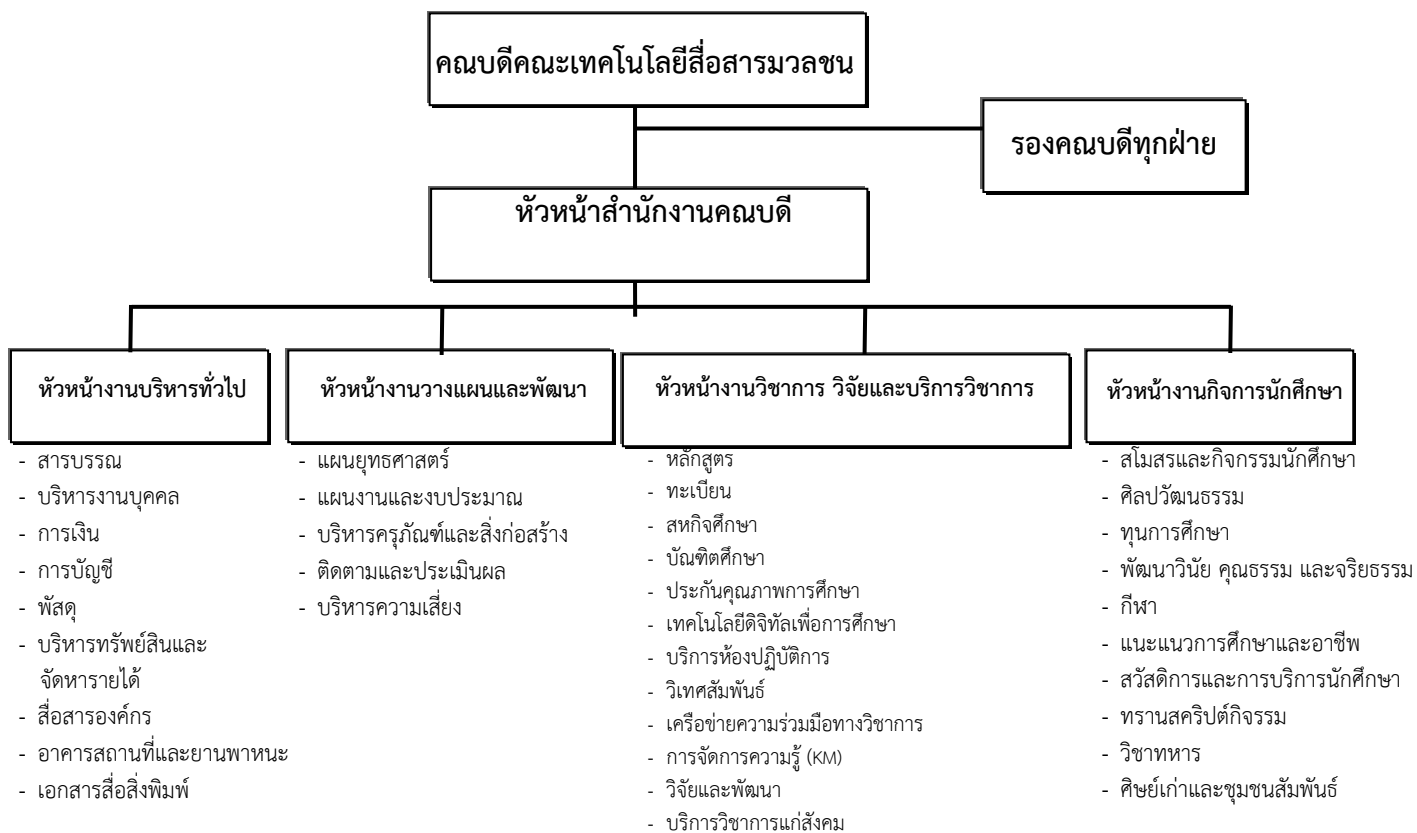 คณบดีคณะเทคโนโลยีสื่อสารมวลชน
รองคณบดีทุกฝ่าย
หัวหน้าสำนักงานคณบดี
หัวหน้างานบริหารทั่วไป
- สารบรรณ
- บริหารงานบุคคล
- การเงิน
- การบัญชี
- พัสดุ
- บริหารทรัพย์สินและ
จัดหารายได้
- สื่อสารองค์กร
- อาคารสถานที่และยานพาหนะ
- เอกสารสื่อสิ่งพิมพ์
หัวหน้างานวางแผนและพัฒนา
- แผนยุทธศาสตร์
- แผนงานและงบประมาณ
- บริหารครุภัณฑ์และสิ่งก่อสร้าง
- ติดตามและประเมินผล
- บริหารความเสี่ยง
หัวหน้างานวิชาการ วิจัยและบริการวิชาการ
- หลักสูตร
- ทะเบียน
- สหกิจศึกษา
- บัณฑิตศึกษา
- ประกันคุณภาพการศึกษา
- เทคโนโลยีดิจิทัลเพื่อการศึกษา
- บริการห้องปฏิบัติการ
- วิเทศสัมพันธ์
- เครือข่ายความร่วมมือทางวิชาการ
- การจัดการความรู้ (KM)
- วิจัยและพัฒนา
- บริการวิชาการแก่สังคม
หัวหน้างานกิจการนักศึกษา
- สโมสรและกิจกรรมนักศึกษา
- ศิลปวัฒนธรรม
- ทุนการศึกษา
- พัฒนาวินัย คุณธรรม และจริยธรรม
- กีฬา
- แนะแนวการศึกษาและอาชีพ
- สวัสดิการและการบริการนักศึกษา
- ทรานสคริปต์กิจกรรม
- วิชาทหาร
- ศิษย์เก่าและชุมชนสัมพันธ์